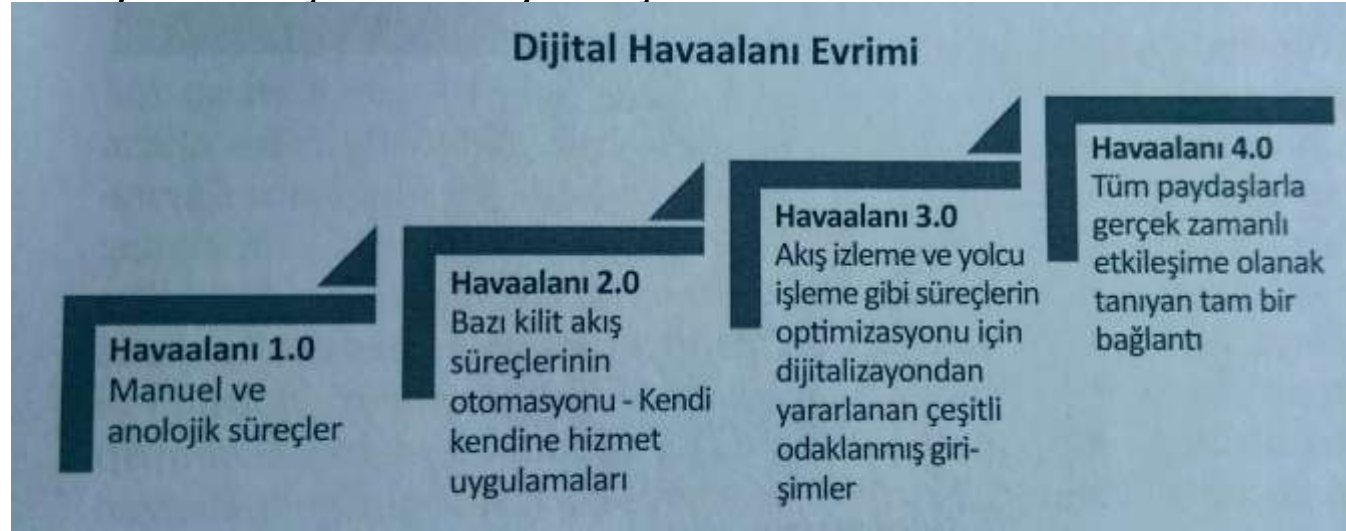 Dijital Havaalanı Evrimi
Havaalanı 1.0
Manuel ve
anolojik süreçler
Havaalanı 2.0
Bazı kilit akış
süreçlerinin
otomasyonu - Kendi
kendine hizmet
uygulamaları
Havaalanı 3.0
Akış izleme ve yolcu
işleme gibi süreçlerin
optimizasyonu için
dijitalizayondan
yararlanan çeşitli
odaklanmış giri-
şimler
Havaalanı 4.0
Tüm paydaşlarla
gerçek zamanlı
etkileşime olanak
tanıyan tam bir
bağlantı